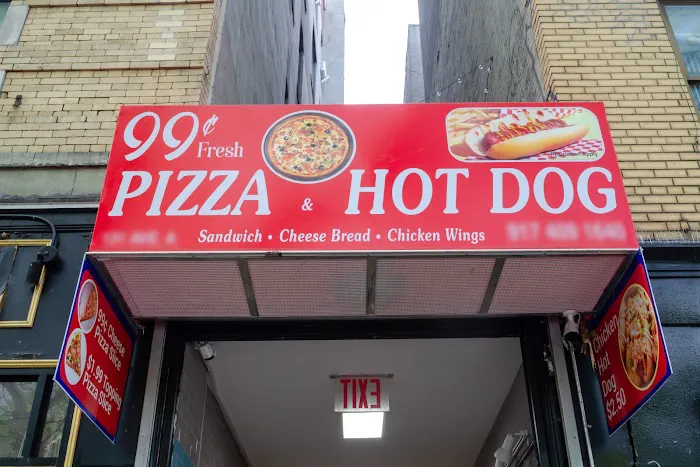 99¢ Fresh
PIZZA & HOT DOG
Sandwich • Cheese Bread • Chicken Wings
99¢ Cheese
Pizza Slice
$1.99 Topping
Pizza Slice
EXIT
Chicken
Hot
Dog
$2.50